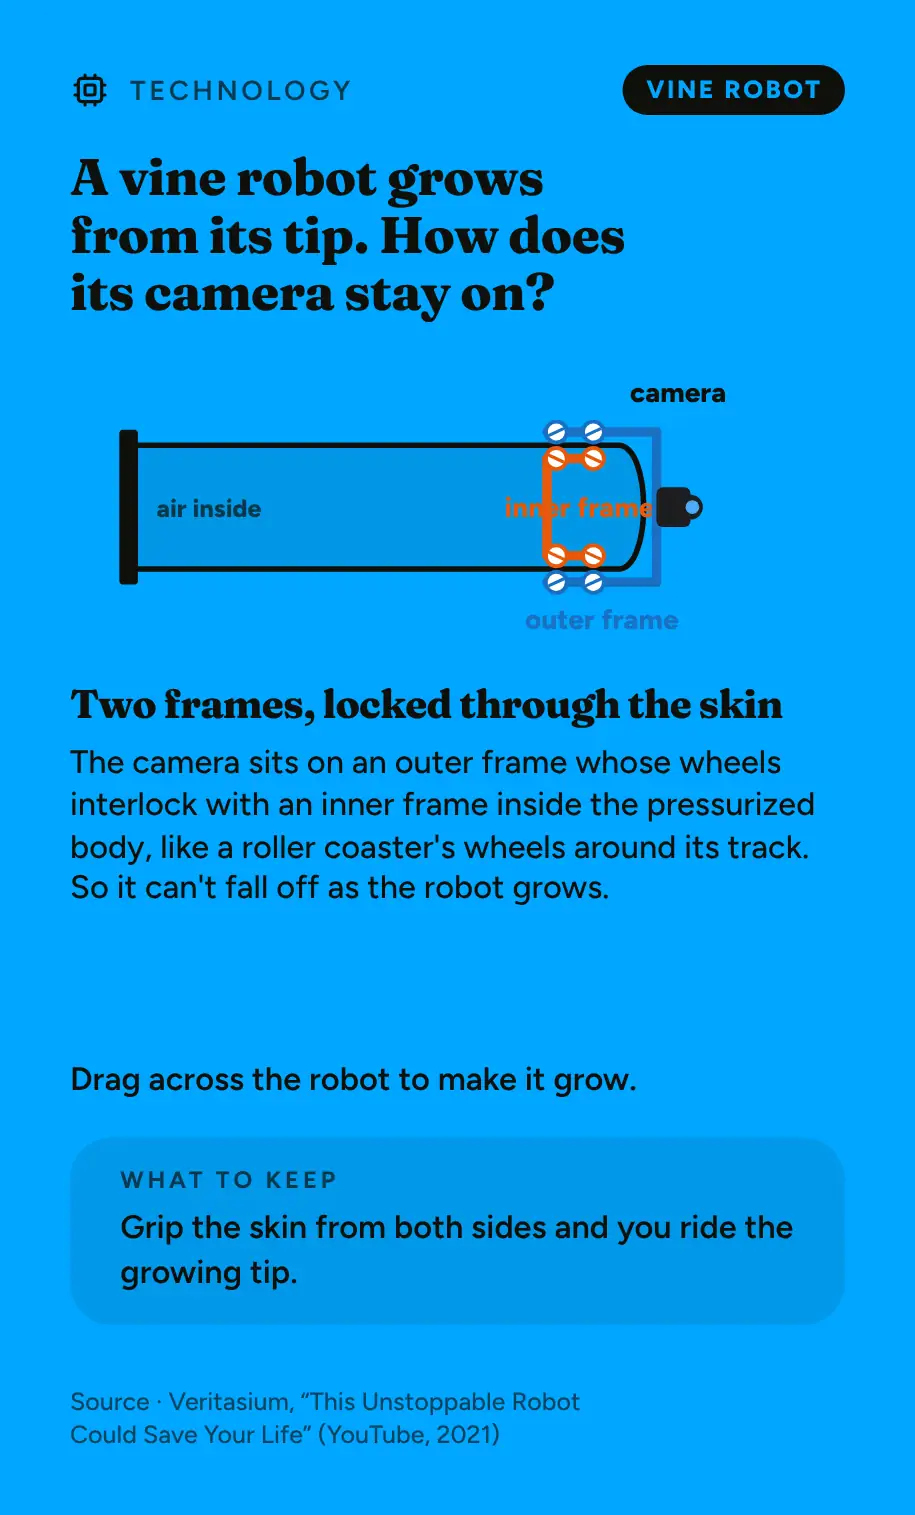 TECHNOLOGY
VINE ROBOT
A vine robot grows
from its tip. How does
its camera stay on?
camera
air inside
inner frame
outer frame
Two frames, locked through the skin
The camera sits on an outer frame whose wheels
interlock with an inner frame inside the pressurized
body, like a roller coaster's wheels around its track.
So it can't fall off as the robot grows.
Drag across the robot to make it grow.
WHAT TO KEEP
Grip the skin from both sides and you ride the
growing tip.
Source · Veritasium, “This Unstoppable Robot
Could Save Your Life” (YouTube, 2021)